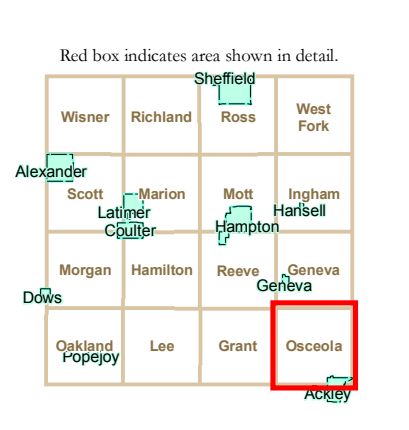 Red box indicates area shown in detail.
Sheffield
Wisner Richland Ross West
Fork
Alexander
Scott Marion Mott Ingham
Latimer Hansell
Coulter Hampton
Morgan Hamilton Reeve Geneva
Geneva
Dows
Oakland Lee Grant Osceola
Popejoy
Ackley